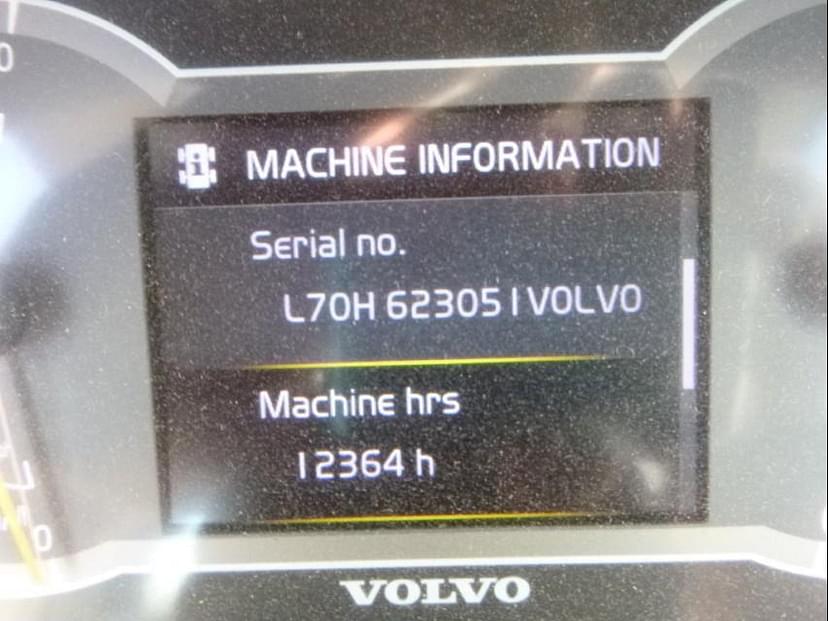 MACHINE INFORMATION
Serial no.
L70H 623051 VOLVO
Machine hrs
12364 h
VOLVO